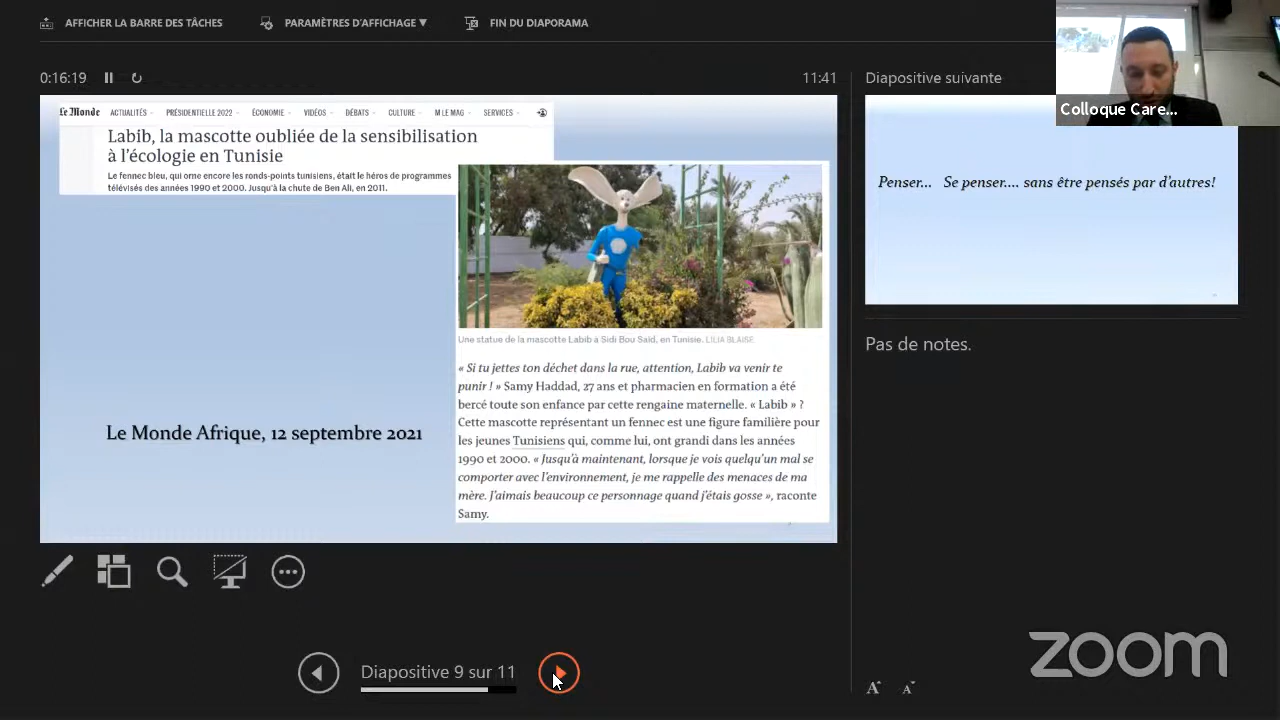 AFFICHER LA BARRE DES TÂCHES
PARAMÈTRES D'AFFICHAGE ▼
FIN DU DIAPORAMA
0:16:19
11:41
Diapositive suivante
Colloque Care...
Le Monde
ACTUALITÉS
PRÉSIDENTIELLE 2022
ÉCONOMIE
VIDÉOS
DÉBATS
CULTURE
M LE MAG
SERVICES
Labib, la mascotte oubliée de la sensibilisation
à l'écologie en Tunisie
Le fennec bleu, qui orne encore les ronds-points tunisiens, était le héros de programmes
télévisés des années 1990 et 2000. Jusqu'à la chute de Ben Ali, en 2011.
Une statue de la mascotte Labib à Sidi Bou Saïd, en Tunisie. LILIA BLAISE
« Si tu jettes ton déchet dans la rue, attention, Labib va venir te
punir ! » Samy Haddad, 27 ans et pharmacien en formation a été
bercé toute son enfance par cette rengaine maternelle. « Labib » ?
Cette mascotte représentant un fennec est une figure familière pour
les jeunes Tunisiens qui, comme lui, ont grandi dans les années
1990 et 2000. « Jusqu'à maintenant, lorsque je vois quelqu'un mal se
comporter avec l'environnement, je me rappelle des menaces de ma
mère. J'aimais beaucoup ce personnage quand j'étais gosse », raconte
Samy.
Le Monde Afrique, 12 septembre 2021
Penser... Se penser.... sans être pensés par d'autres!
Pas de notes.
Diapositive 9 sur 11
A A
zoom